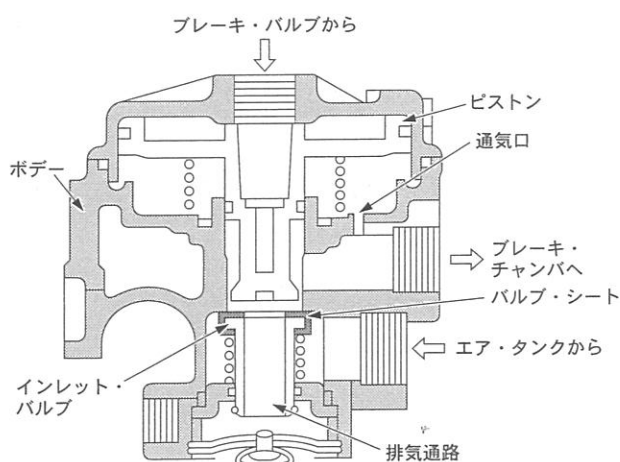 ブレーキ・バルブから
ピストン
通気口
ボデー
ブレーキ・
チャンバへ
バルブ・シート
エア・タンクから
インレット・
バルブ
排気通路